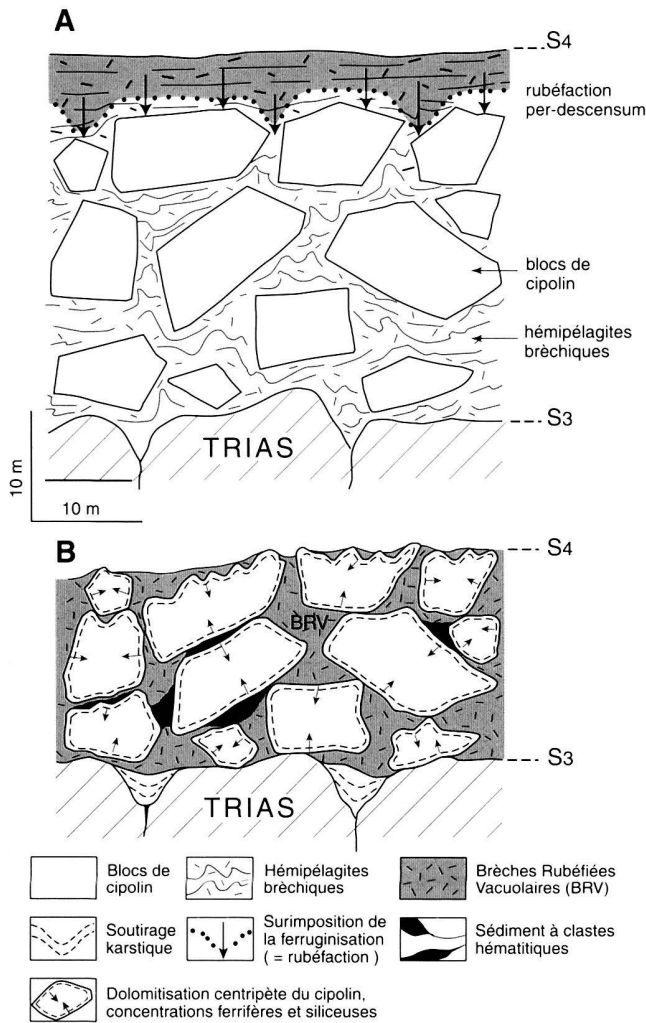 A
S4
rubéfaction
per-descensum
blocs de
cipolin
hémipélagites
brèchiques
S3
TRIAS
10 m
10 m
B
S4
BRV
S3
TRIAS
Blocs de
cipolin
Hémipélagites
brèchiques
Brèches Rubéfiées
Vacuolaires (BRV)
Soutirage
karstique
Surimposition de
la ferruginisation
( = rubéfaction )
Sédiment à clastes
hématitiques
Dolomitisation centripète du cipolin,
concentrations ferrifères et siliceuses